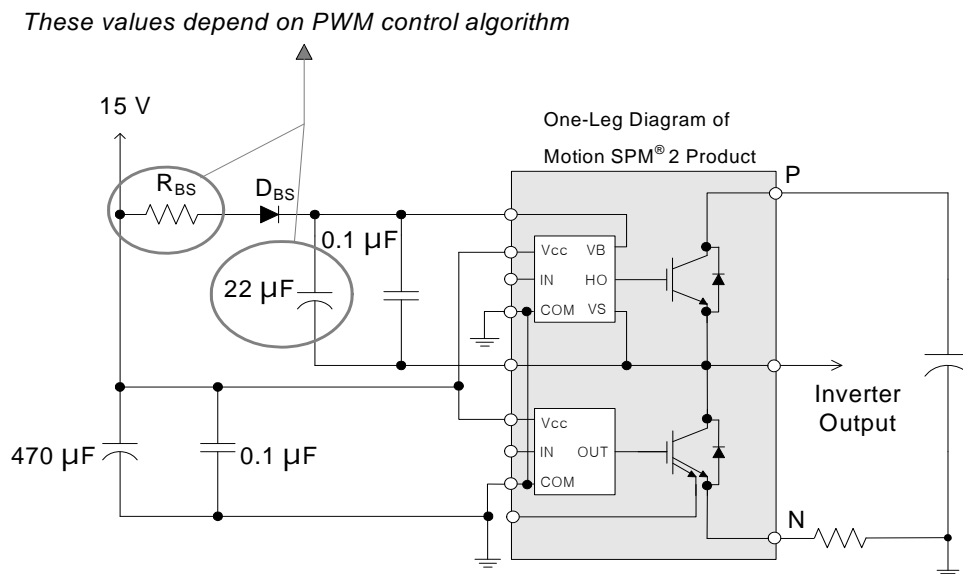 These values depend on PWM control algorithm
15 V
One-Leg Diagram of
Motion SPM® 2 Product
P
RBS
DBS
0.1 µF
Vcc VB
IN HO
COM VS
22 µF
Inverter
Output
Vcc
IN OUT
COM
470 µF
0.1 µF
N